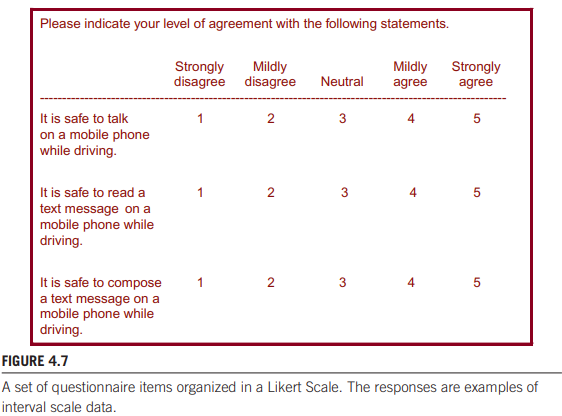 Please indicate your level of agreement with the following statements.
Strongly disagree Mildly disagree Neutral Mildly agree Strongly agree
-----------------------------------------------------------------------------------------------------------
It is safe to talk 1 2 3 4 5
on a mobile phone
while driving.
It is safe to read a 1 2 3 4 5
text message on a
mobile phone while
driving.
It is safe to compose 1 2 3 4 5
a text message on a
mobile phone while
driving.
FIGURE 4.7
A set of questionnaire items organized in a Likert Scale. The responses are examples of
interval scale data.